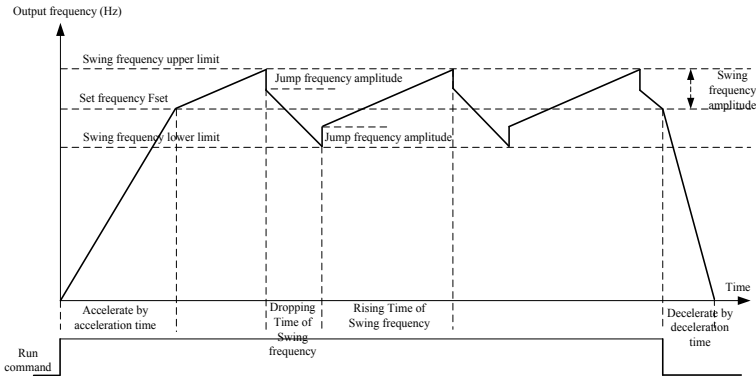 Output frequency (Hz)
Swing frequency upper limit
Jump frequency amplitude
Swing
frequency
amplitude
Set frequency Fset
Swing frequency lower limit
Jump frequency amplitude
Time
Accelerate by
acceleration time
Dropping
Time of
Swing
frequency
Rising Time of
Swing frequency
Decelerate by
deceleration
time
Run
command